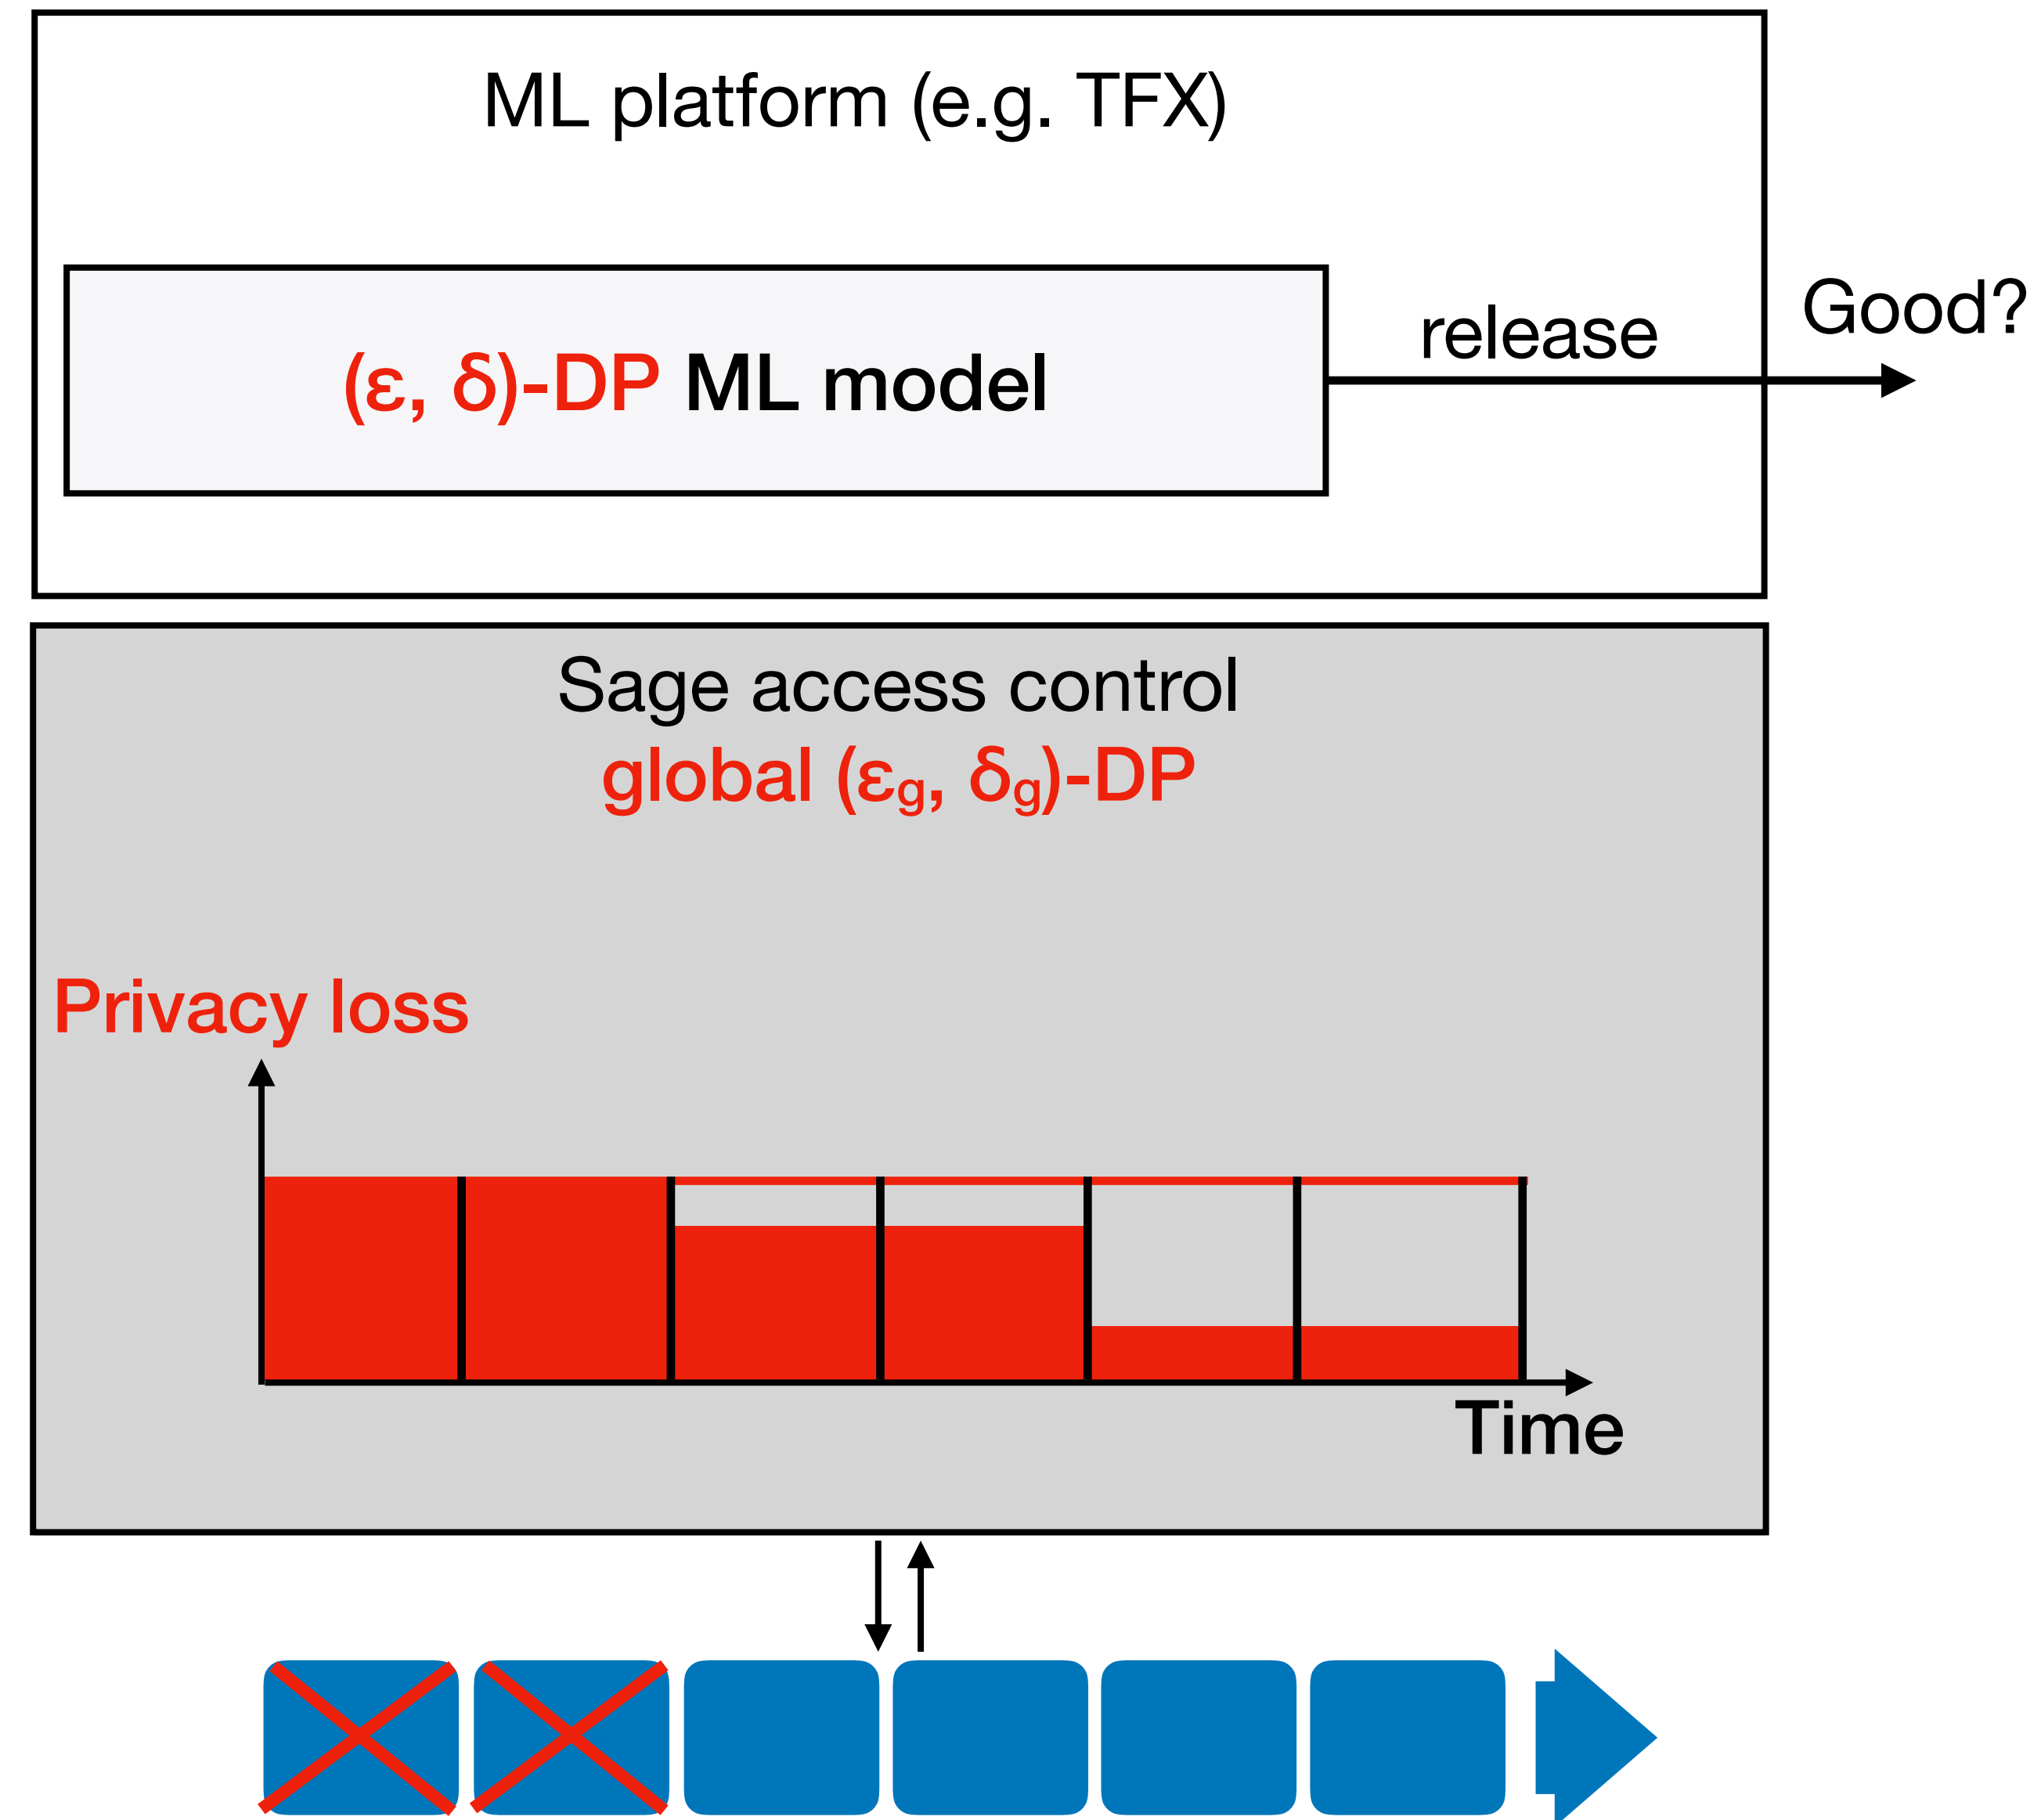 ML platform (e.g. TFX)
Good?
release
(ε, δ)-DP ML model
Sage access control
global (εg, δg)-DP
Privacy loss
Time